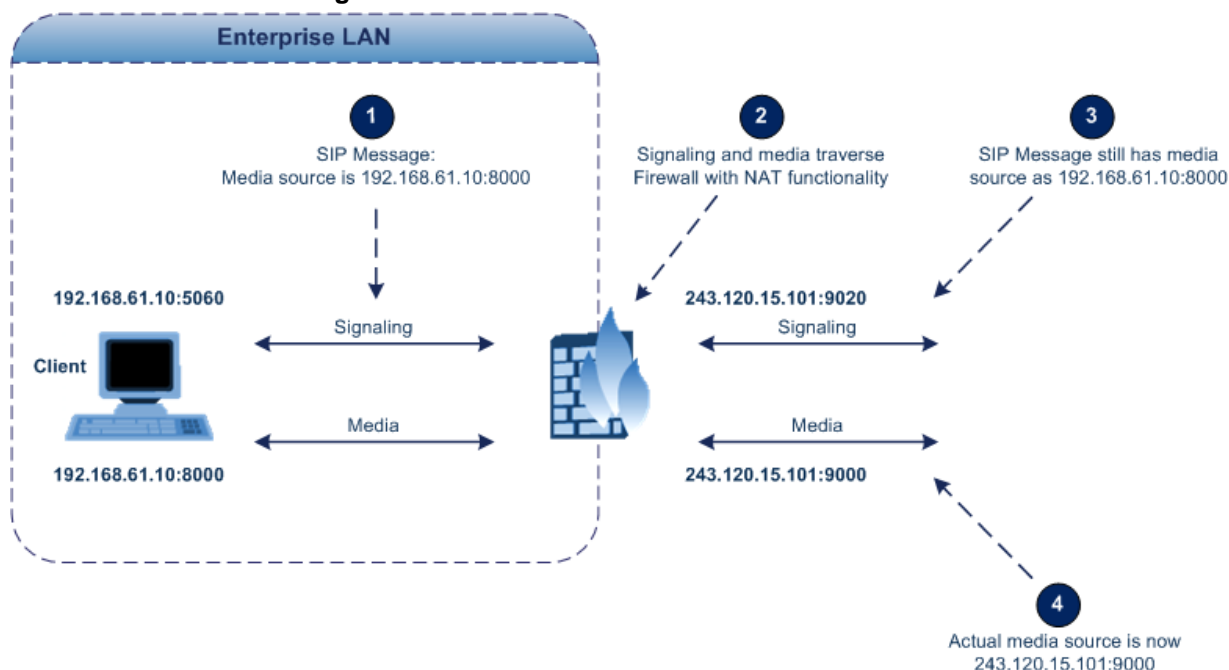 Enterprise LAN
1
SIP Message:
Media source is 192.168.61.10:8000
2
Signaling and media traverse
Firewall with NAT functionality
3
SIP Message still has media
source as 192.168.61.10:8000
192.168.61.10:5060
Signaling
243.120.15.101:9020
Signaling
Client
Media
192.168.61.10:8000
Media
243.120.15.101:9000
4
Actual media source is now
243.120.15.101:9000